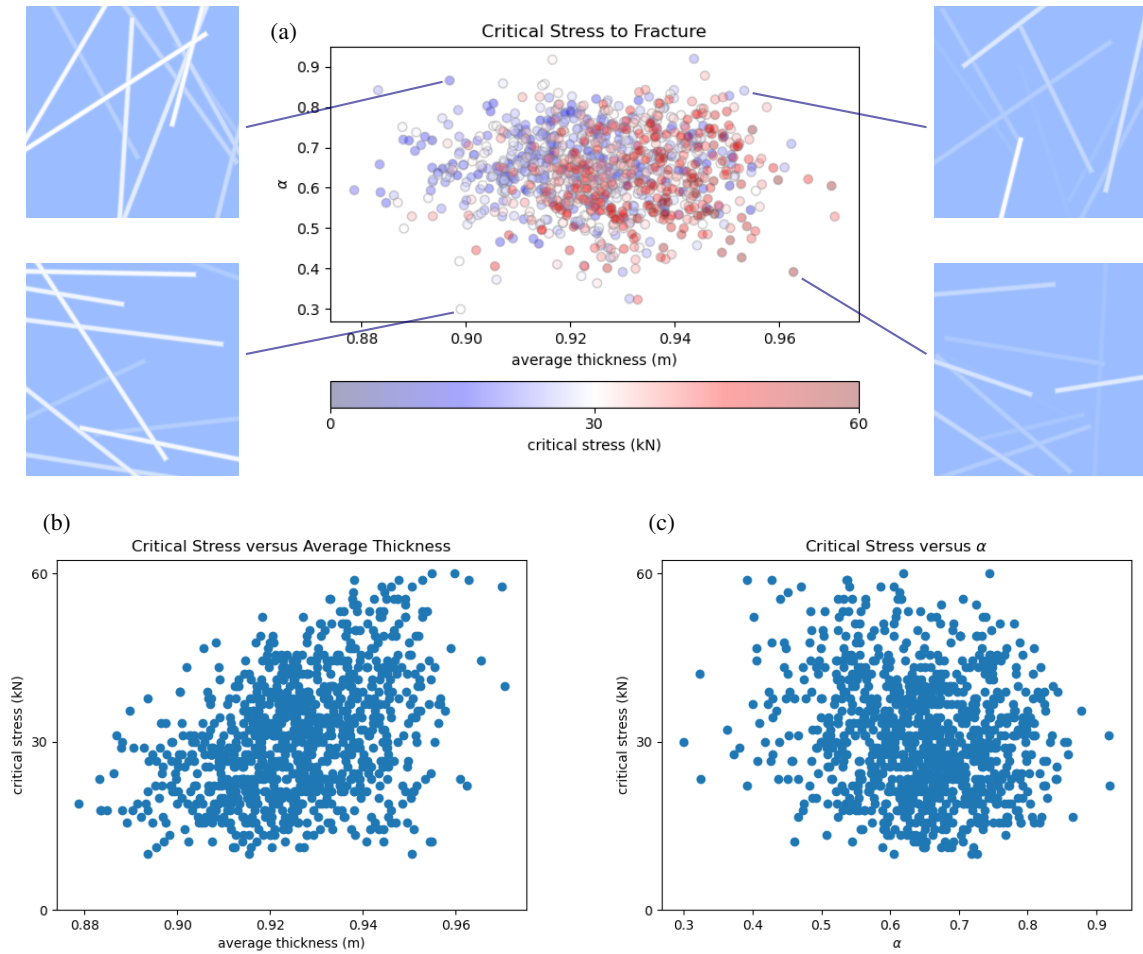 (a)
Critical Stress to Fracture
α
0.9
0.8
0.7
0.6
0.5
0.4
0.3
0.88
0.90
0.92
0.94
0.96
average thickness (m)
0
30
60
critical stress (kN)
(b)
Critical Stress versus Average Thickness
critical stress (kN)
60
30
0
0.88
0.90
0.92
0.94
0.96
average thickness (m)
(c)
Critical Stress versus α
critical stress (kN)
60
30
0
0.3
0.4
0.5
0.6
0.7
0.8
0.9
α